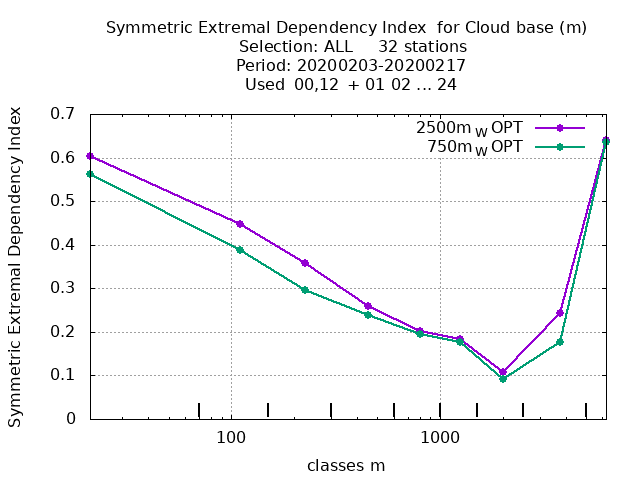 Symmetric Extremal Dependency Index for Cloud base (m)
Selection: ALL 32 stations
Period: 20200203-20200217
Used 00,12 + 01 02 ... 24
Symmetric Extremal Dependency Index
0.7
0.6
0.5
0.4
0.3
0.2
0.1
0
2500m W OPT
750m W OPT
100 1000
classes m